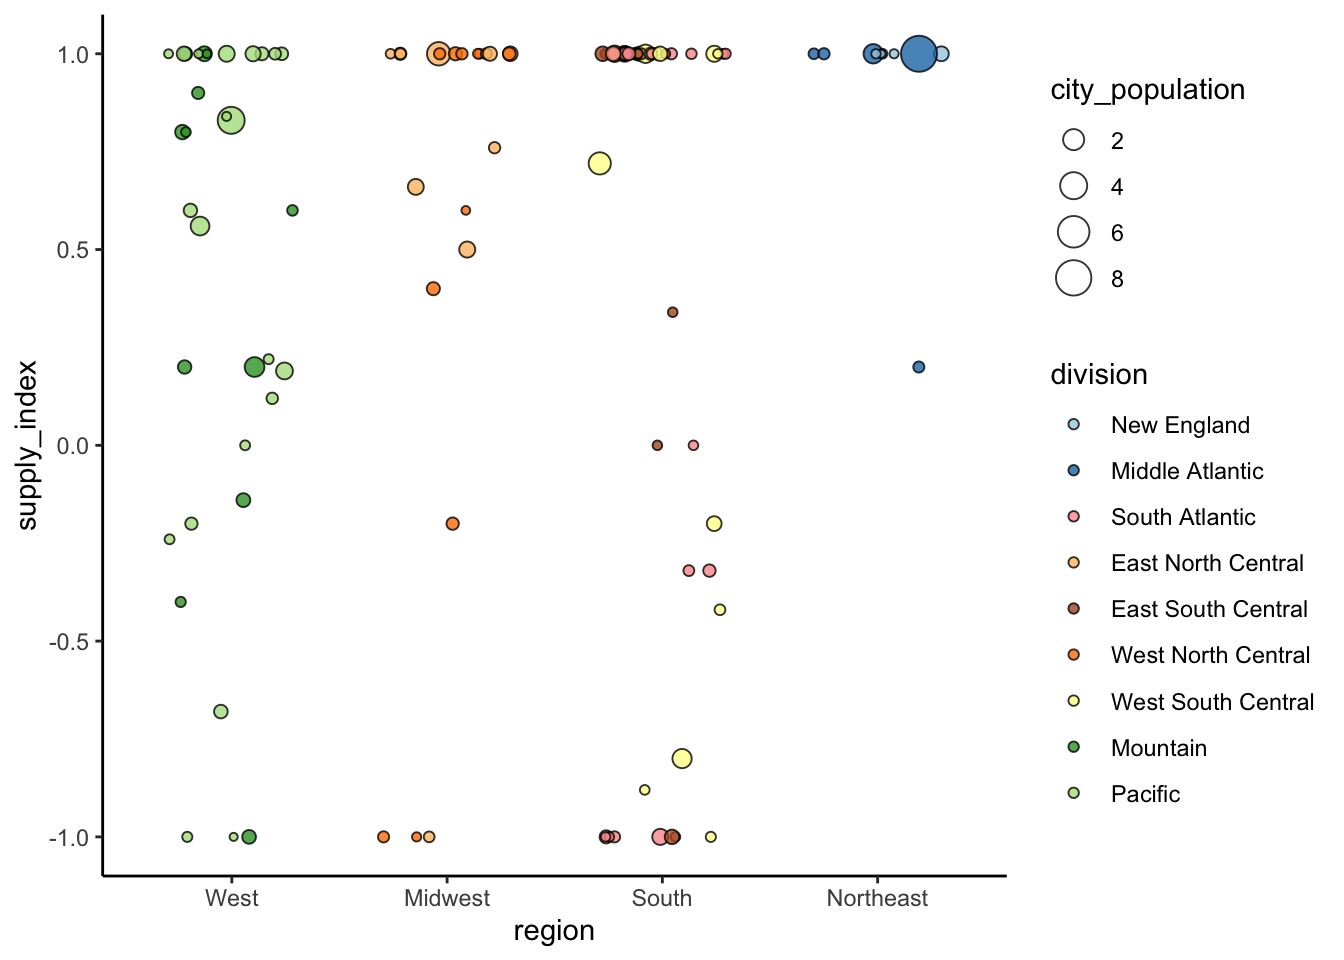 1.0
0.5
0.0
-0.5
-1.0
supply_index
West
Midwest
South
Northeast
region
city_population
2
4
6
8
division
New England
Middle Atlantic
South Atlantic
East North Central
East South Central
West North Central
West South Central
Mountain
Pacific